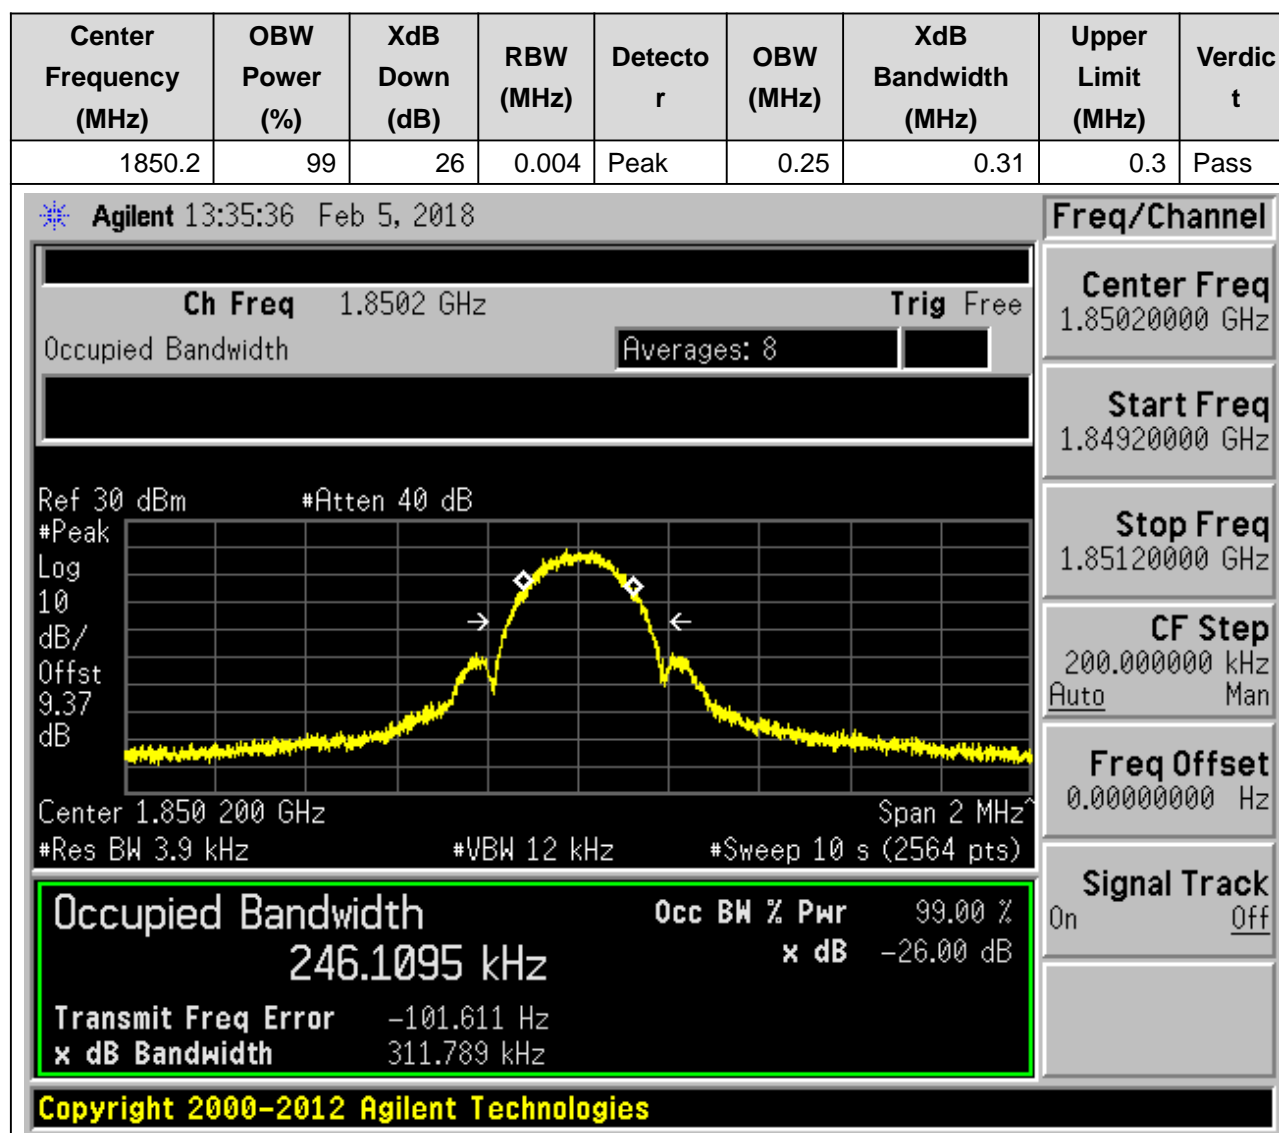 Center Frequency (MHz) OBW Power (%) XdB Down (dB) RBW (MHz) Detecto r OBW (MHz) XdB Bandwidth (MHz) Upper Limit (MHz) Verdic t
1850.2 99 26 0.004 Peak 0.25 0.31 0.3 Pass
Agilent 13:35:36 Feb 5, 2018
Freq/Channel
Ch Freq 1.8502 GHz Trig Free
Occupied Bandwidth Averages: 8
Ref 30 dBm #Atten 40 dB
#Peak
Log
10
dB/
Offst
9.37
dB
Center 1.850 200 GHz Span 2 MHz^
#Res BW 3.9 kHz #VBW 12 kHz #Sweep 10 s (2564 pts)
Occupied Bandwidth Occ BW % Pwr 99.00 %
246.1095 kHz x dB -26.00 dB
Transmit Freq Error -101.611 Hz
x dB Bandwidth 311.789 kHz
Center Freq
1.85020000 GHz
Start Freq
1.84920000 GHz
Stop Freq
1.85120000 GHz
CF Step
200.000000 kHz
Auto Man
Freq Offset
0.00000000 Hz
Signal Track
On Off
Copyright 2000-2012 Agilent Technologies